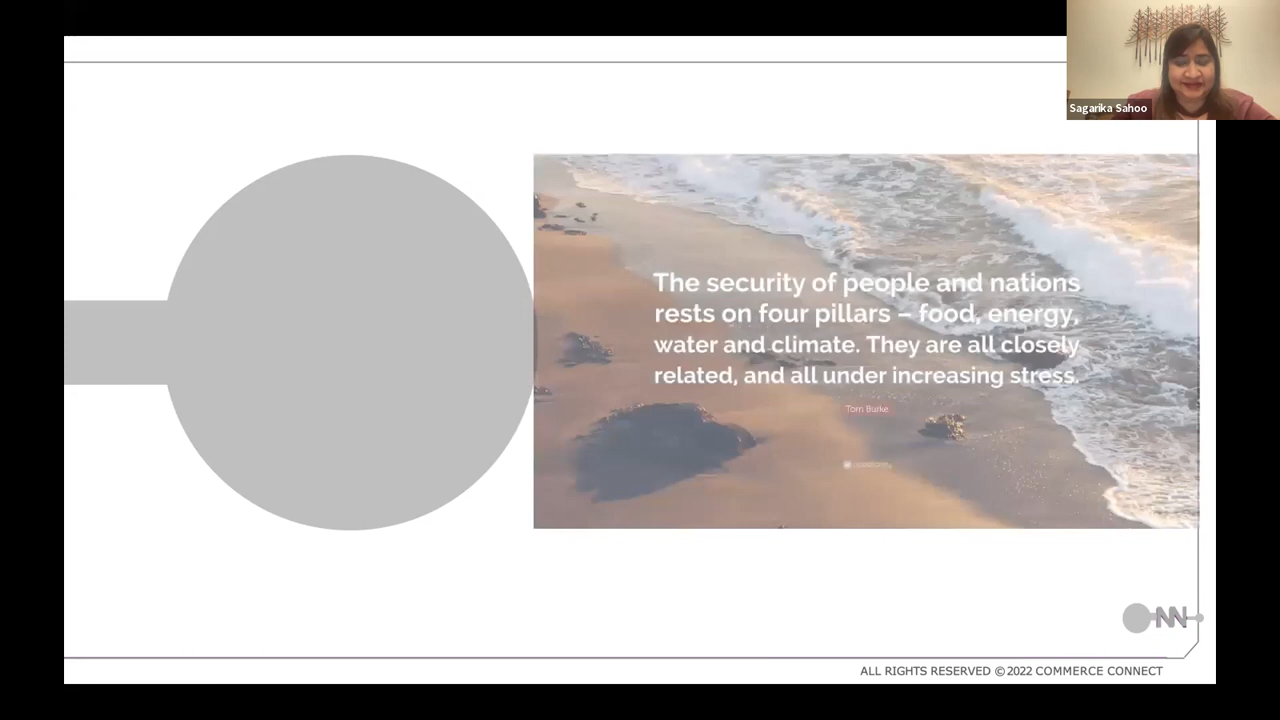 Sagarika Sahoo
The security of people and nations
rests on four pillars – food, energy,
water and climate. They are all closely
related, and all under increasing stress.
Tom Burke
NN
ALL RIGHTS RESERVED ©2022 COMMERCE CONNECT